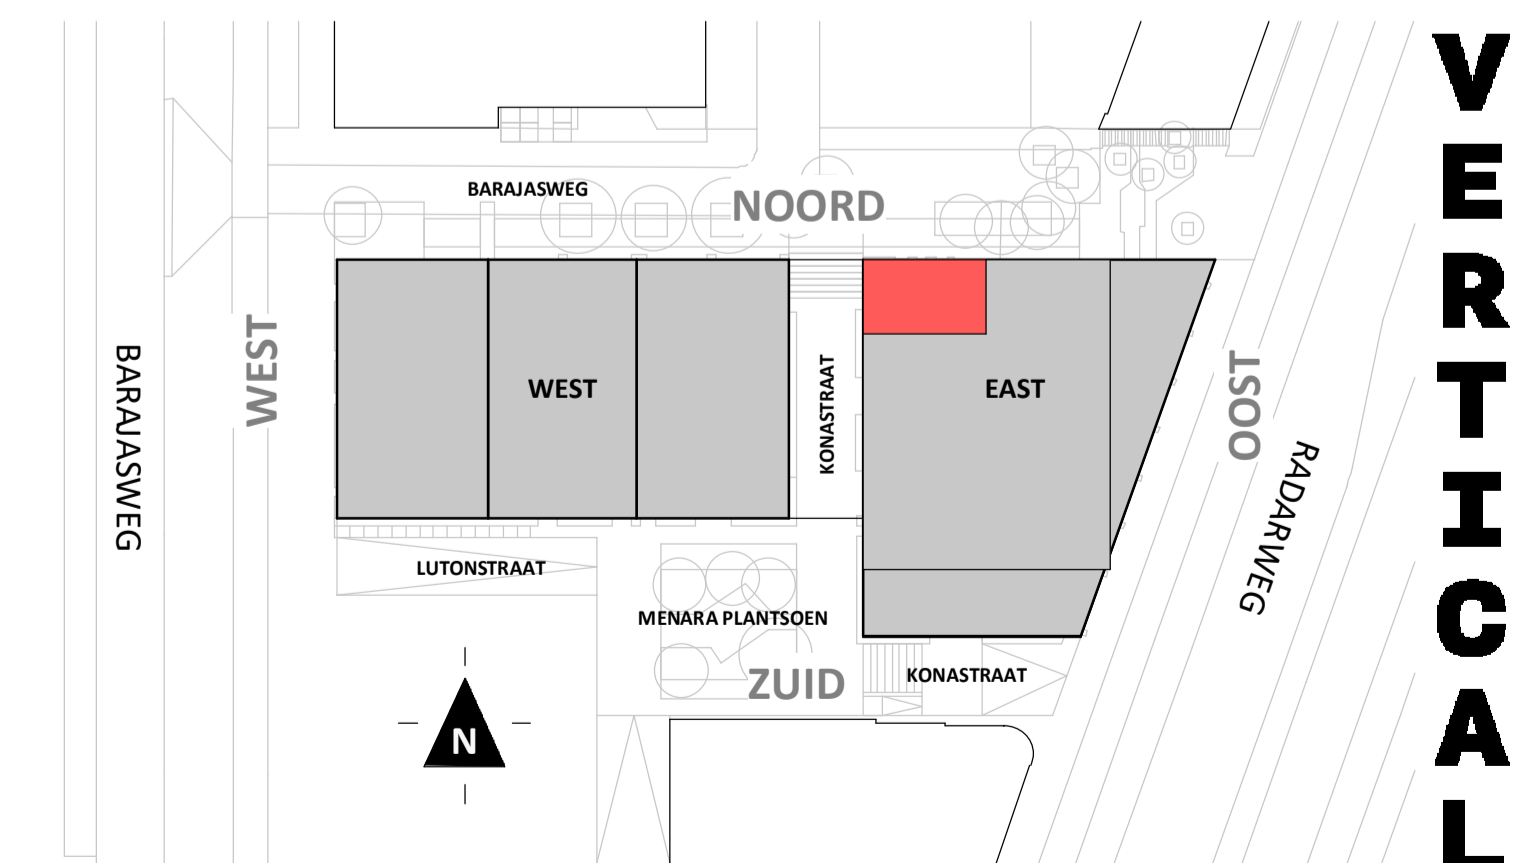 BARAJASWEG
NOORD
WEST
BARAJASWEG
WEST
KONASTRAAT
EAST
OOST
RADARWEG
LUTONSTRAAT
MENARA PLANTSOEN
ZUID
KONASTRAAT
N
VERTICAL